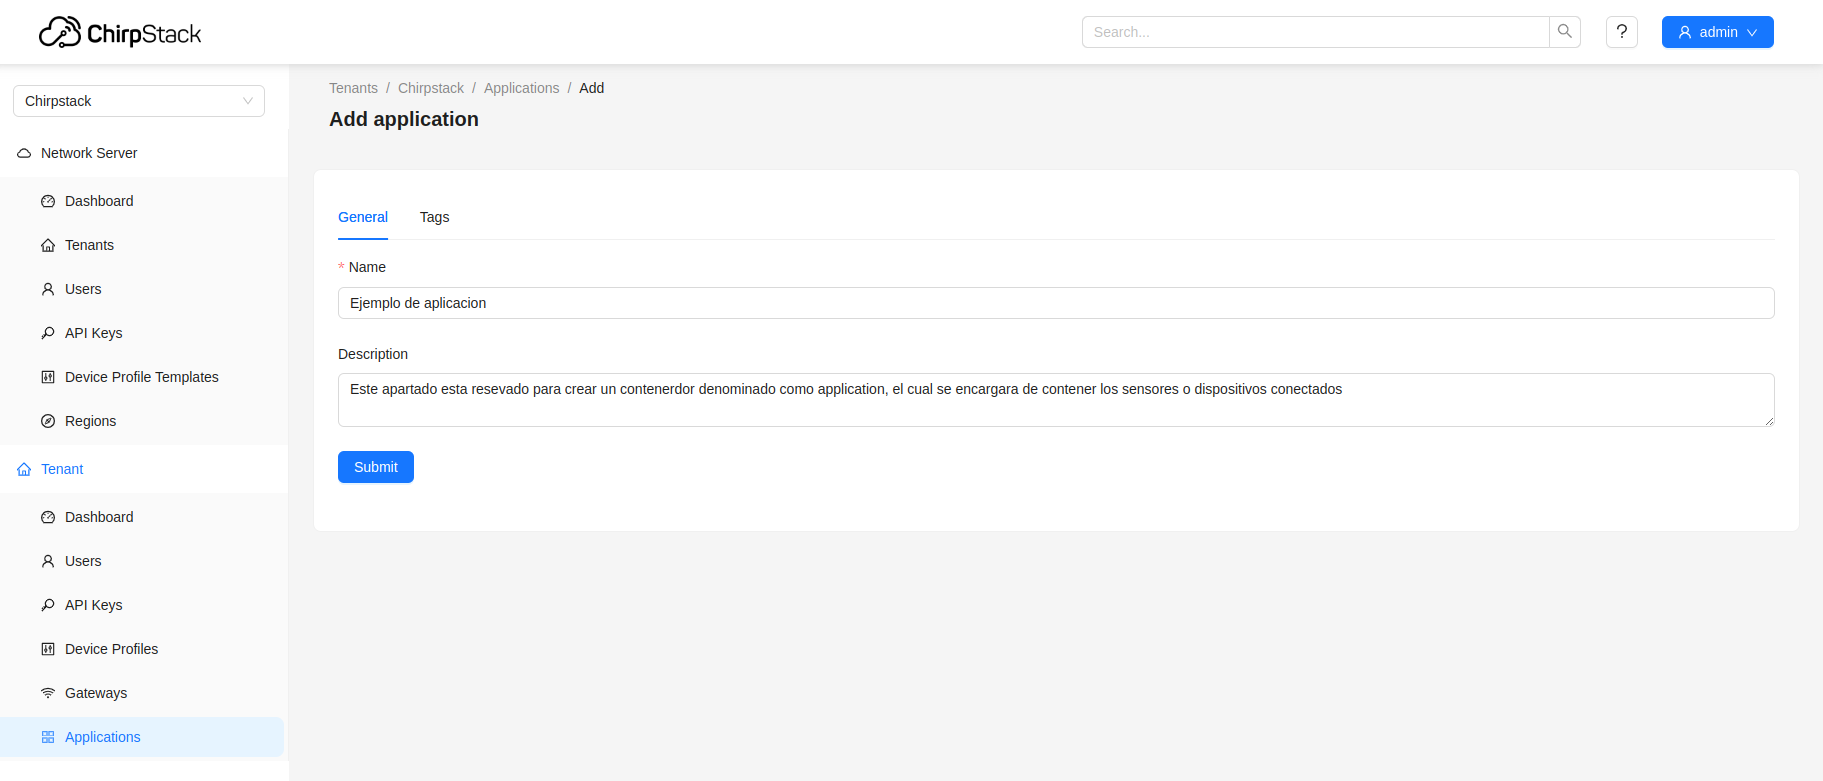 ChirpStack
Search...
?
admin
Chirpstack
Network Server
Dashboard
Tenants
Users
API Keys
Device Profile Templates
Regions
Tenant
Dashboard
Users
API Keys
Device Profiles
Gateways
Applications
Tenants / Chirpstack / Applications / Add
Add application
General Tags
* Name
Ejemplo de aplicacion
Description
Este apartado esta resevado para crear un contenerdor denominado como application, el cual se encargara de contener los sensores o dispositivos conectados
Submit